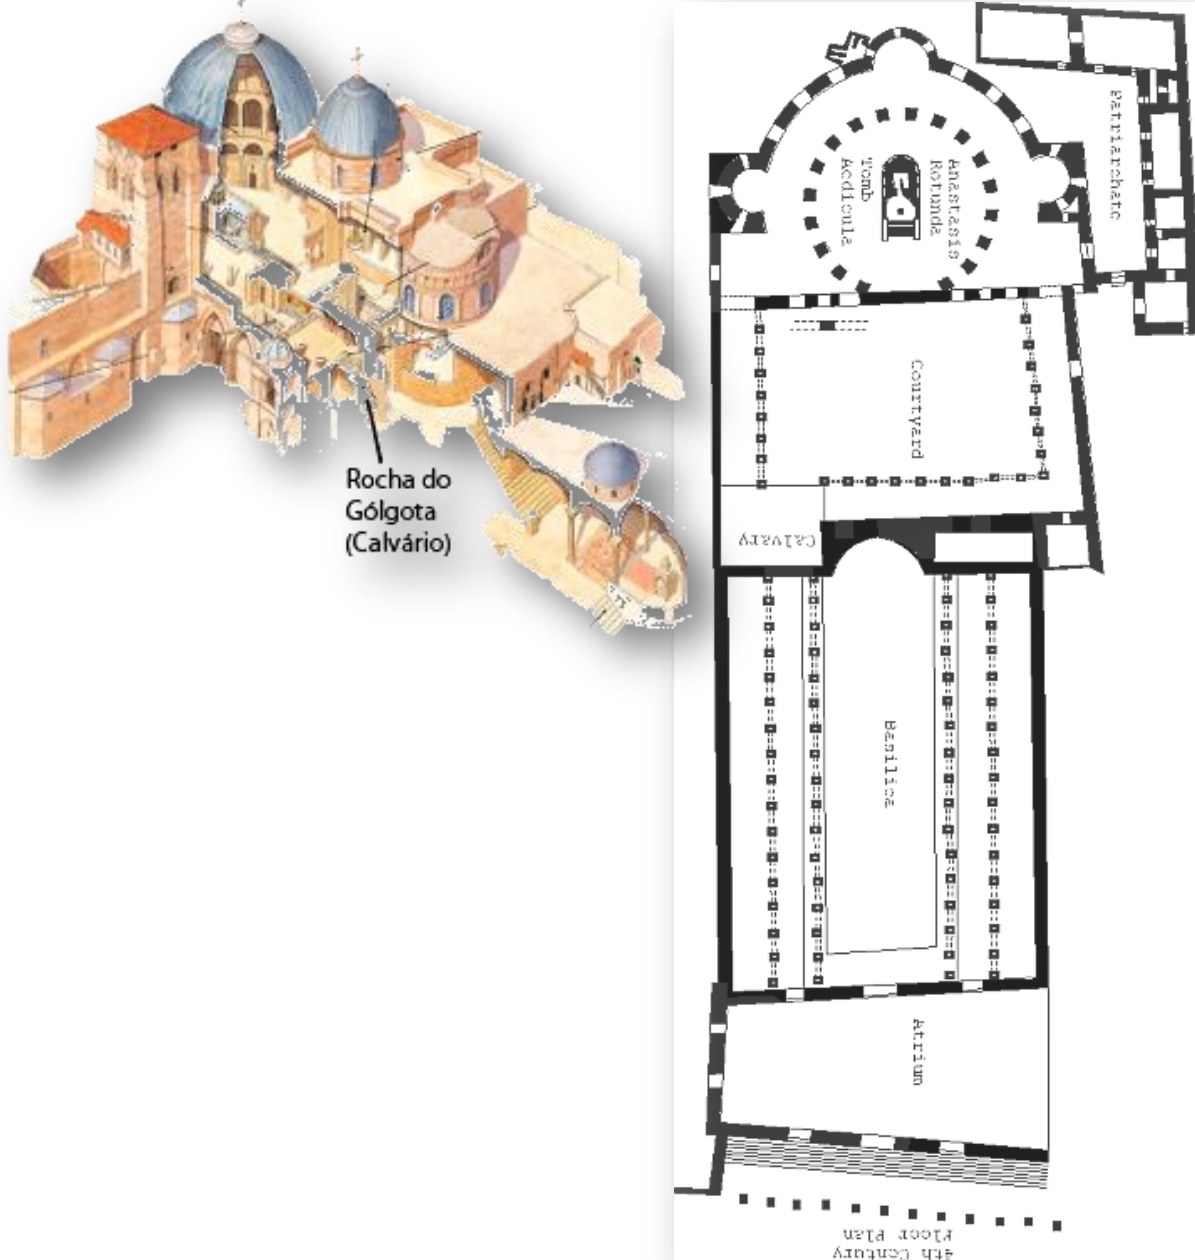 Rocha do
Gólgota
(Calvário)
Patriarchate
Anastasis
Rotunda
Tomb
Aedicula
Courtyard
Calvary
Basilica
Atrium
4th Century
Floor Plan